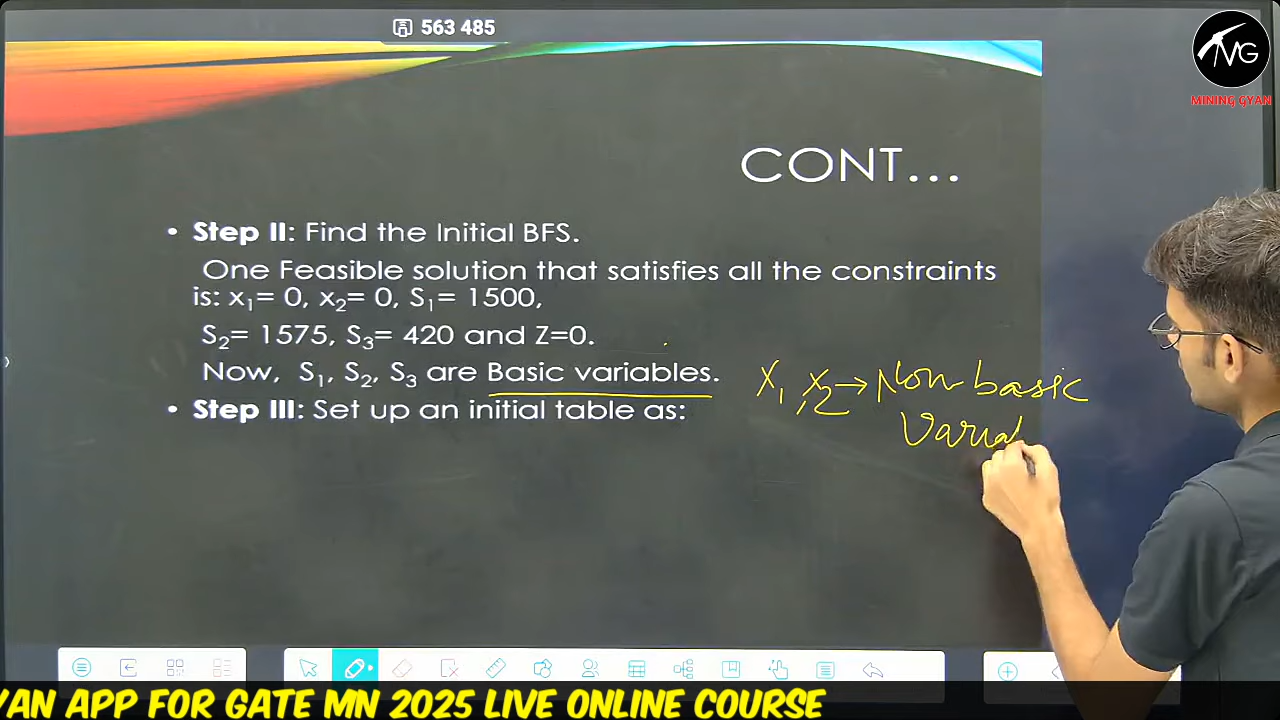 563 485
MVG
MINING GYAN
CONT...
• Step II: Find the Initial BFS.
One Feasible solution that satisfies all the constraints
is: x₁= 0, x₂= 0, S₁= 1500,
S₂= 1575, S₃= 420 and Z=0.
Now, S₁, S₂, S₃ are Basic variables.
X₁, X₂ → Non basic
Varia
• Step III: Set up an initial table as:
YAN APP FOR GATE MN 2025 LIVE ONLINE COURSE